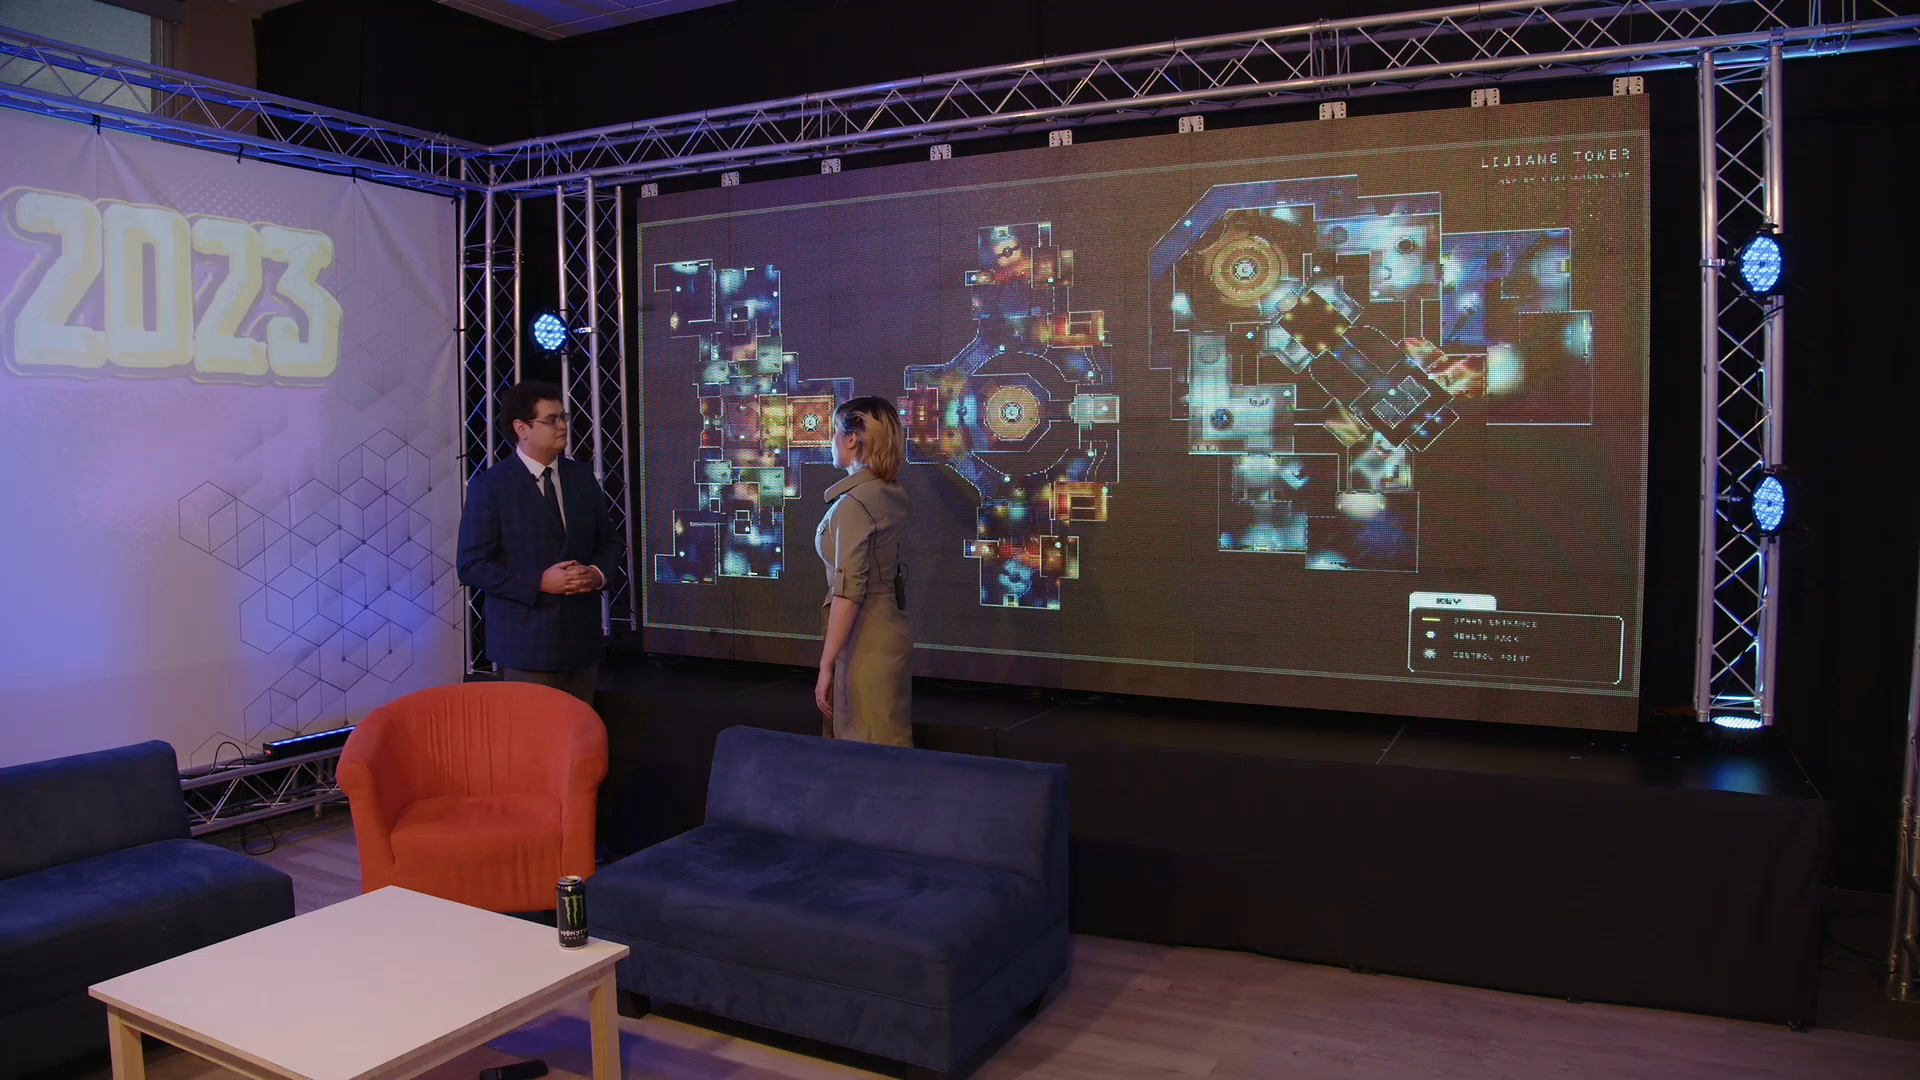 2023
LIJIANG TOWER
KEY
SPAWN ENTRANCE
HEALTH PACK
CONTROL POINT
MONSTER